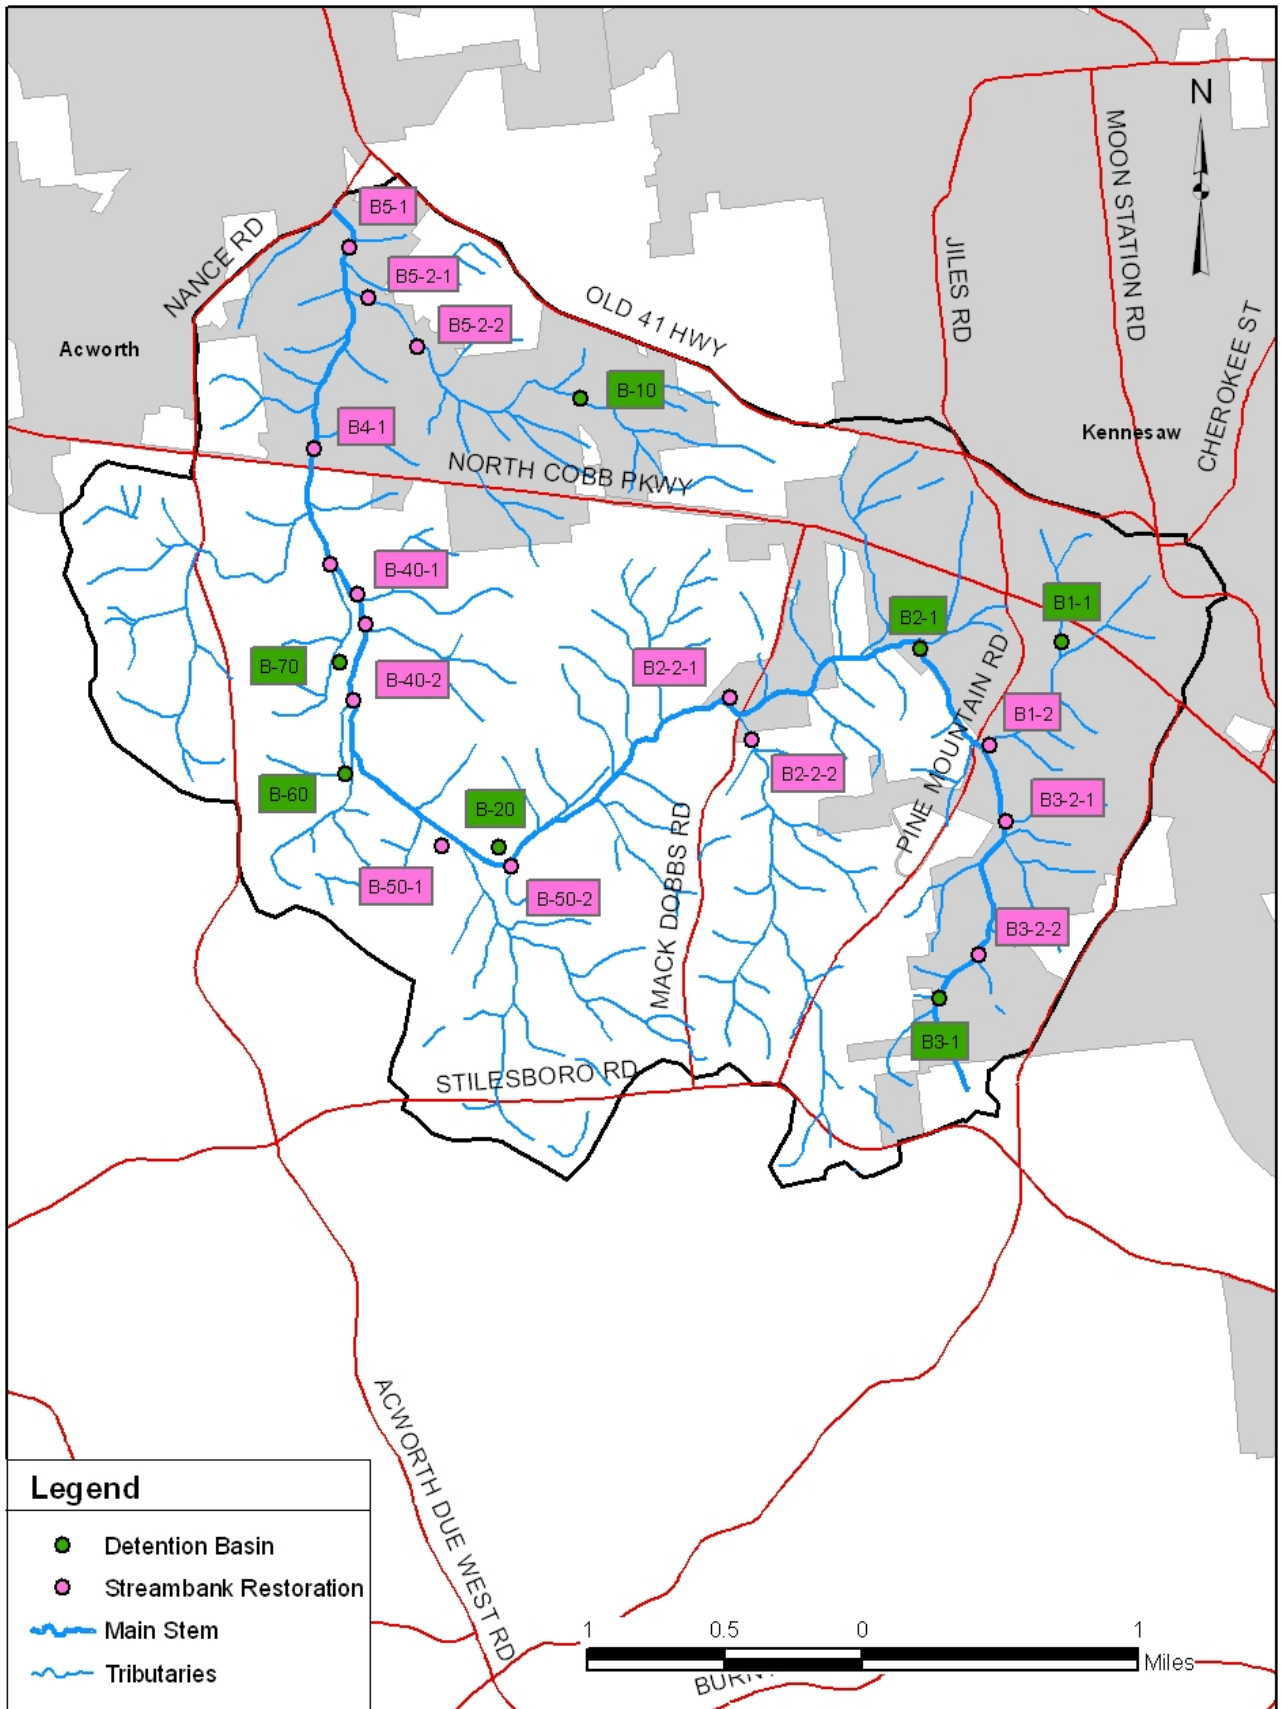 N
MOON STATION RD
B5-1
NANCE RD
JILES RD
B5-2-1
OLD 41 HWY
B5-2-2
CHEROKEE ST
Acworth
B-10
B4-1
Kennesaw
NORTH COBB PKWY
B-40-1
B1-1
B2-1
B-70
B2-2-1
B-40-2
PINE MOUNTAIN RD
B1-2
B2-2-2
B-60
B-20
B3-2-1
MACK DOBBS RD
B-50-1
B-50-2
B3-2-2
B3-1
STILESBORO RD
ACWORTH DUE WEST RD
Legend
Detention Basin
Streambank Restoration
Main Stem
Tributaries
1 0.5 0 1
Miles